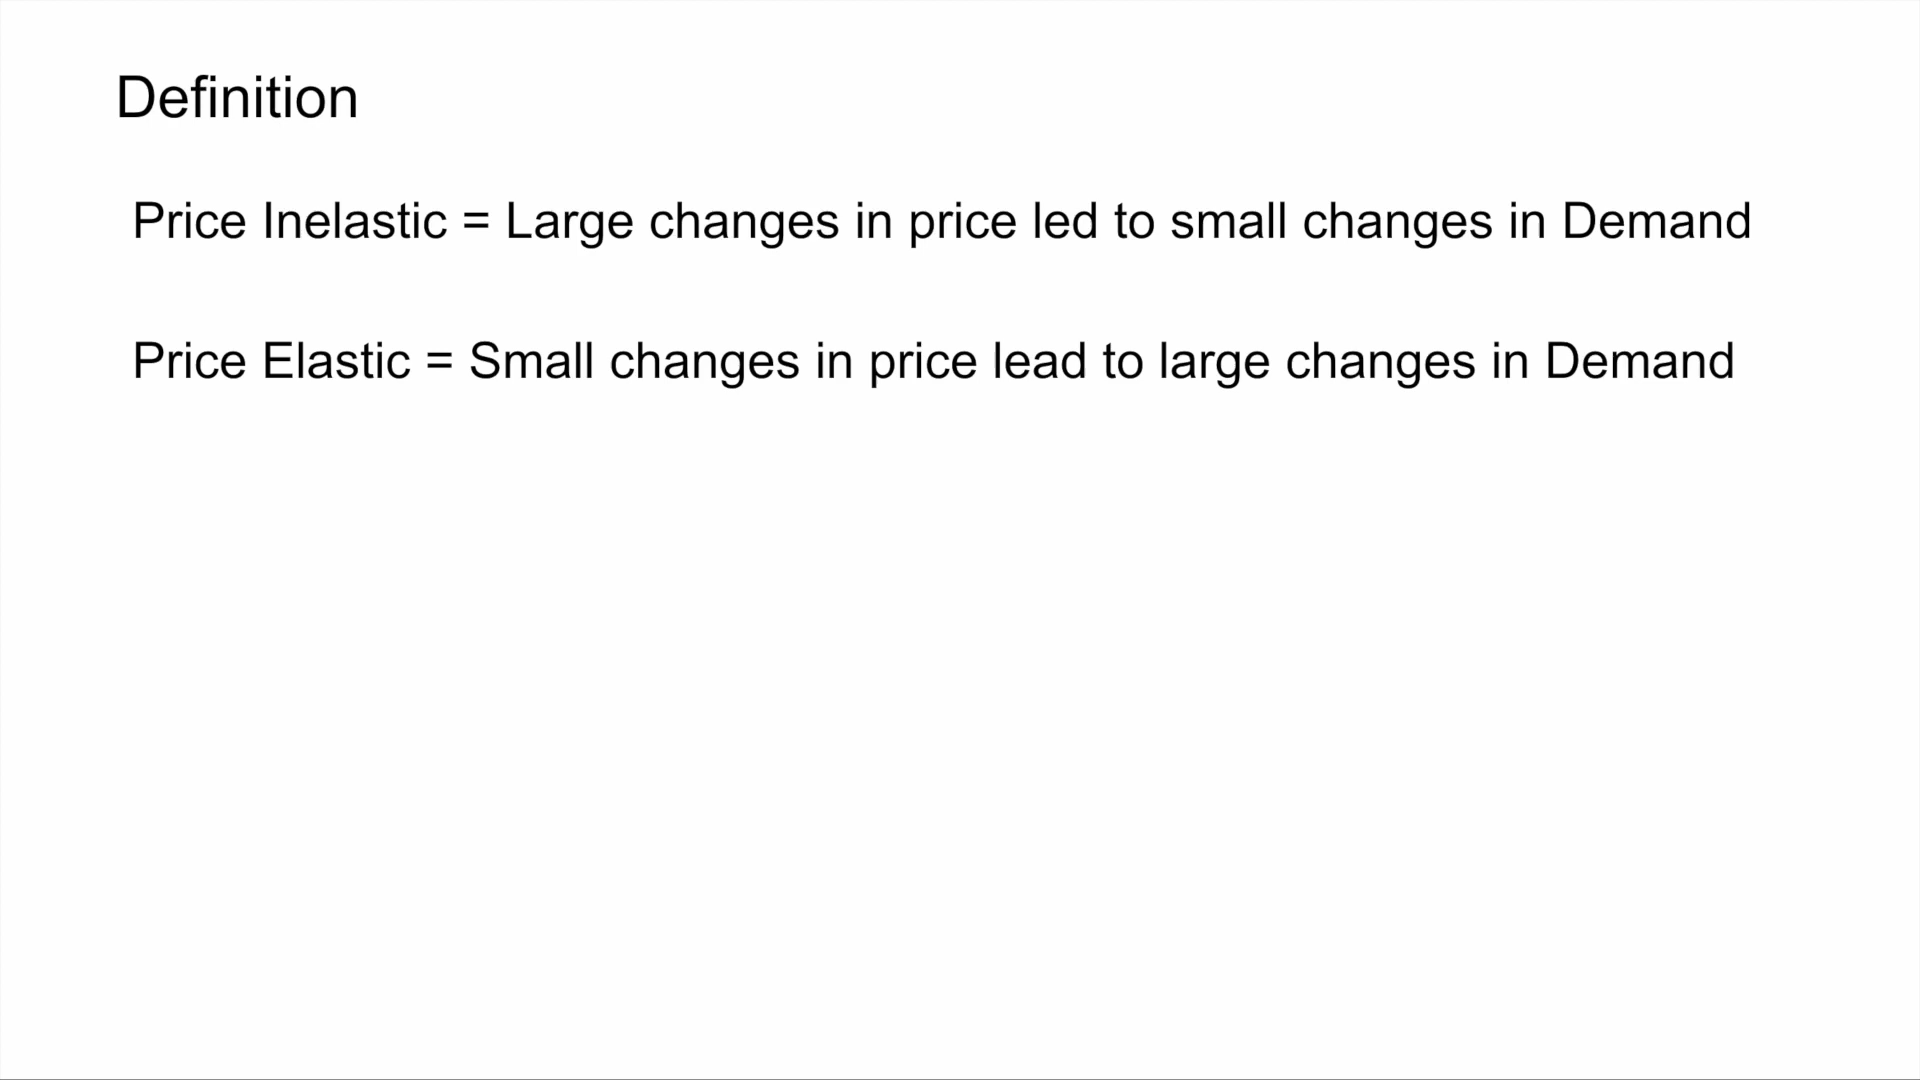 Definition
Price Inelastic = Large changes in price led to small changes in Demand
Price Elastic = Small changes in price lead to large changes in Demand